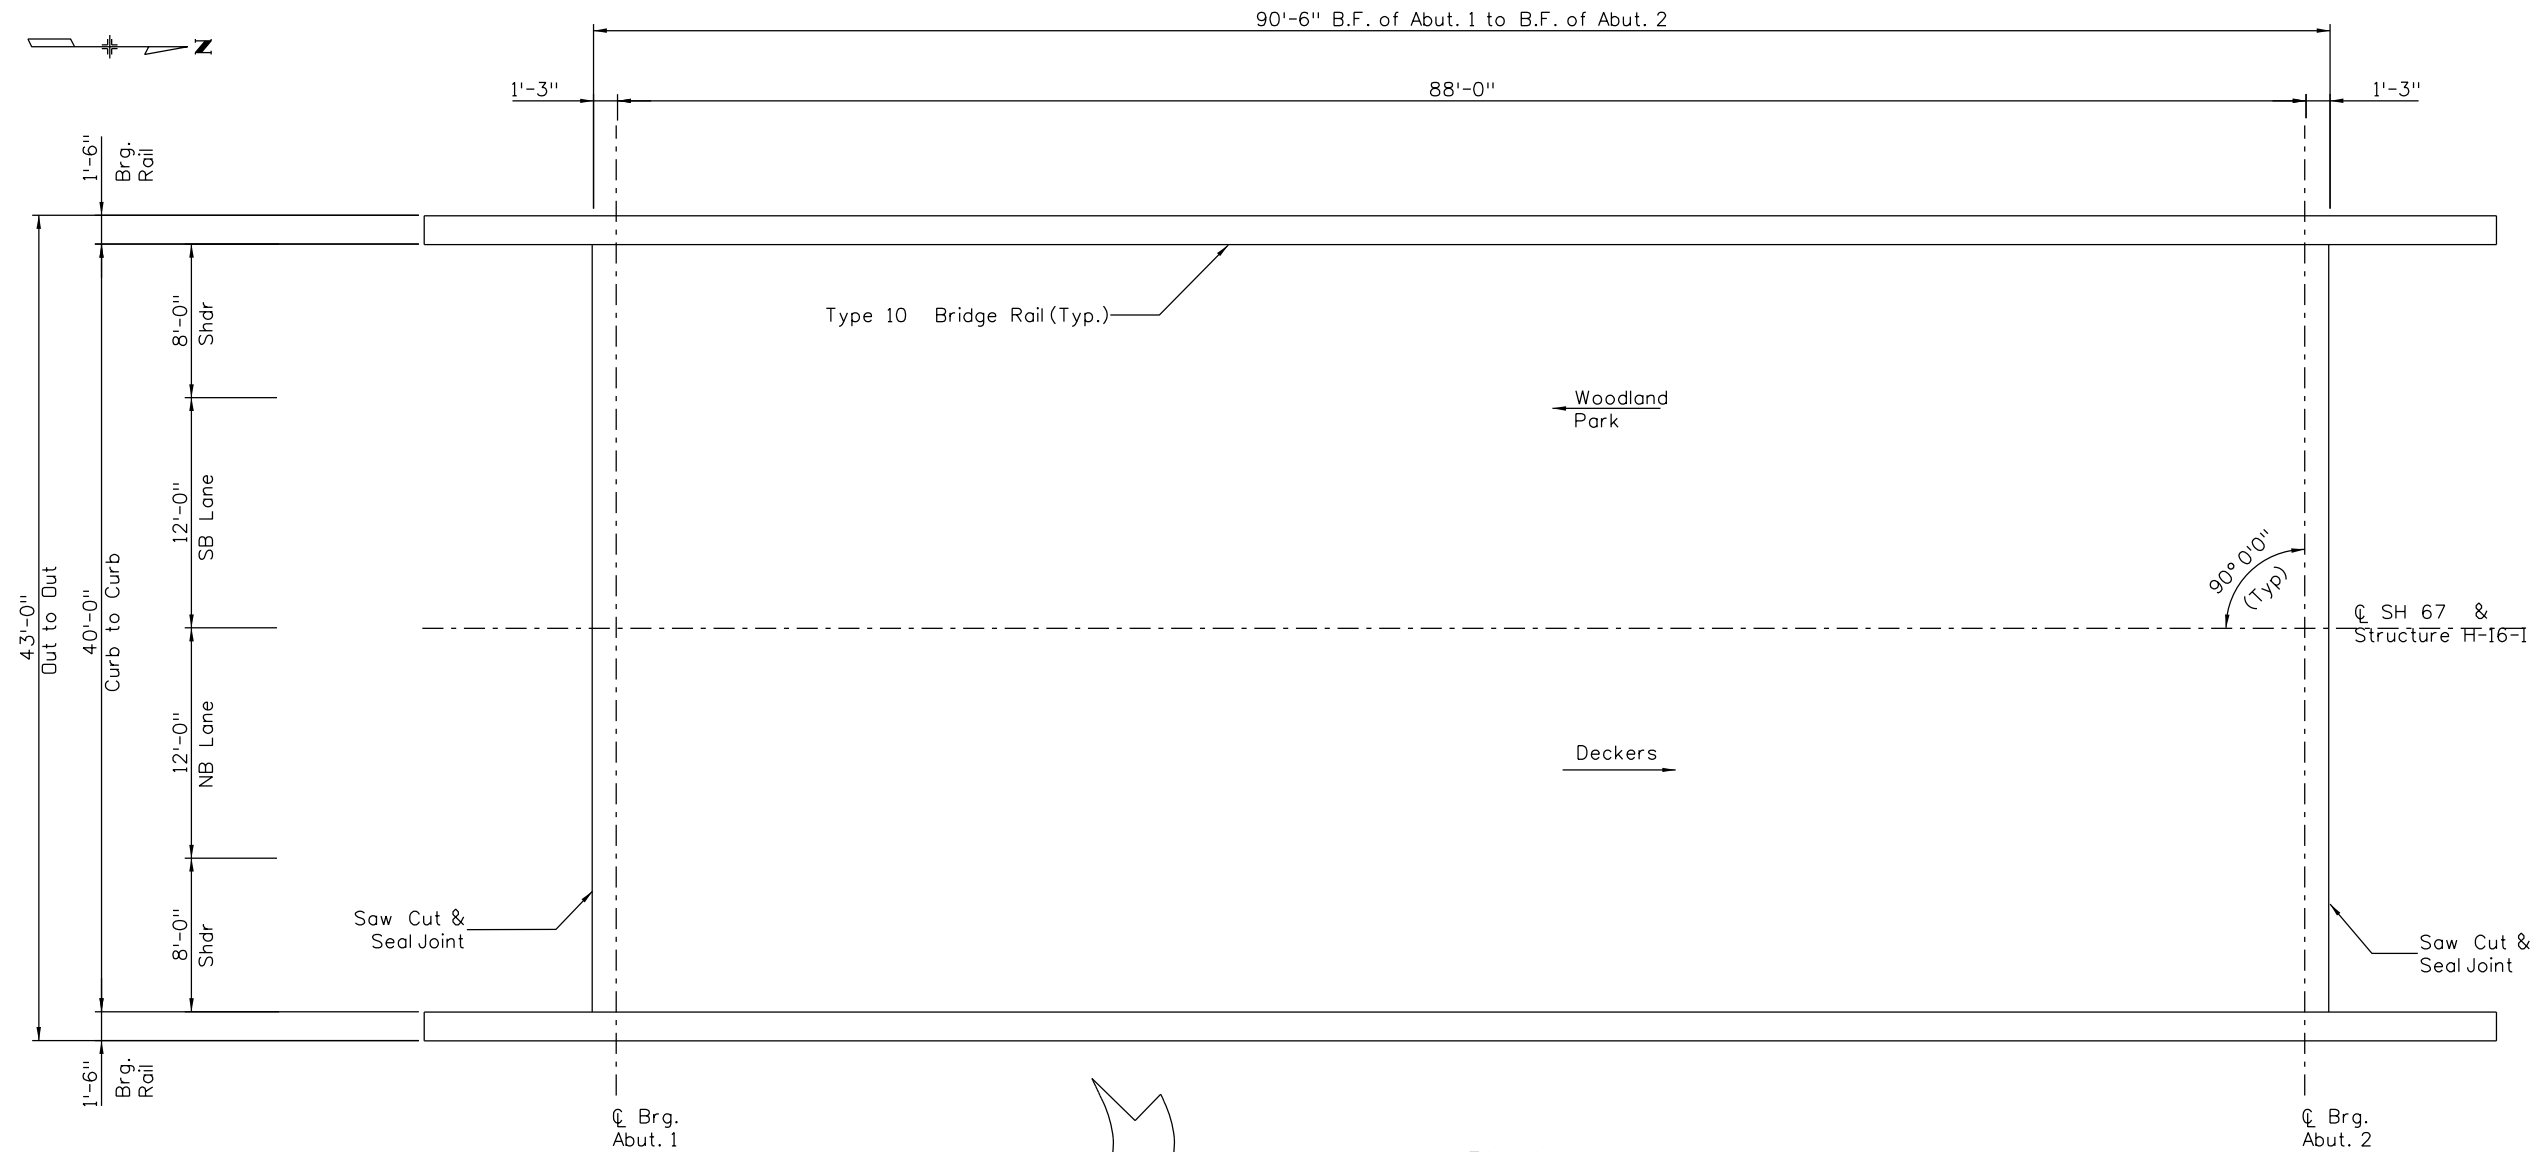 90'-6" B.F. of Abut. 1 to B.F. of Abut. 2
N
1'-3"
88'-0"
1'-3"
1'-6"
Brg.
Rail
8'-0"
Shdr
Type 10 Bridge Rail (Typ.)
Woodland
Park
12'-0"
SB Lane
90° 0'0"
(Typ)
43'-0"
Out to Out
40'-0"
Curb to Curb
℄ SH 67 &
Structure H-16-I
12'-0"
NB Lane
Deckers
8'-0"
Shdr
Saw Cut &
Seal Joint
Saw Cut &
Seal Joint
1'-6"
Brg.
Rail
℄ Brg.
Abut. 1
℄ Brg.
Abut. 2